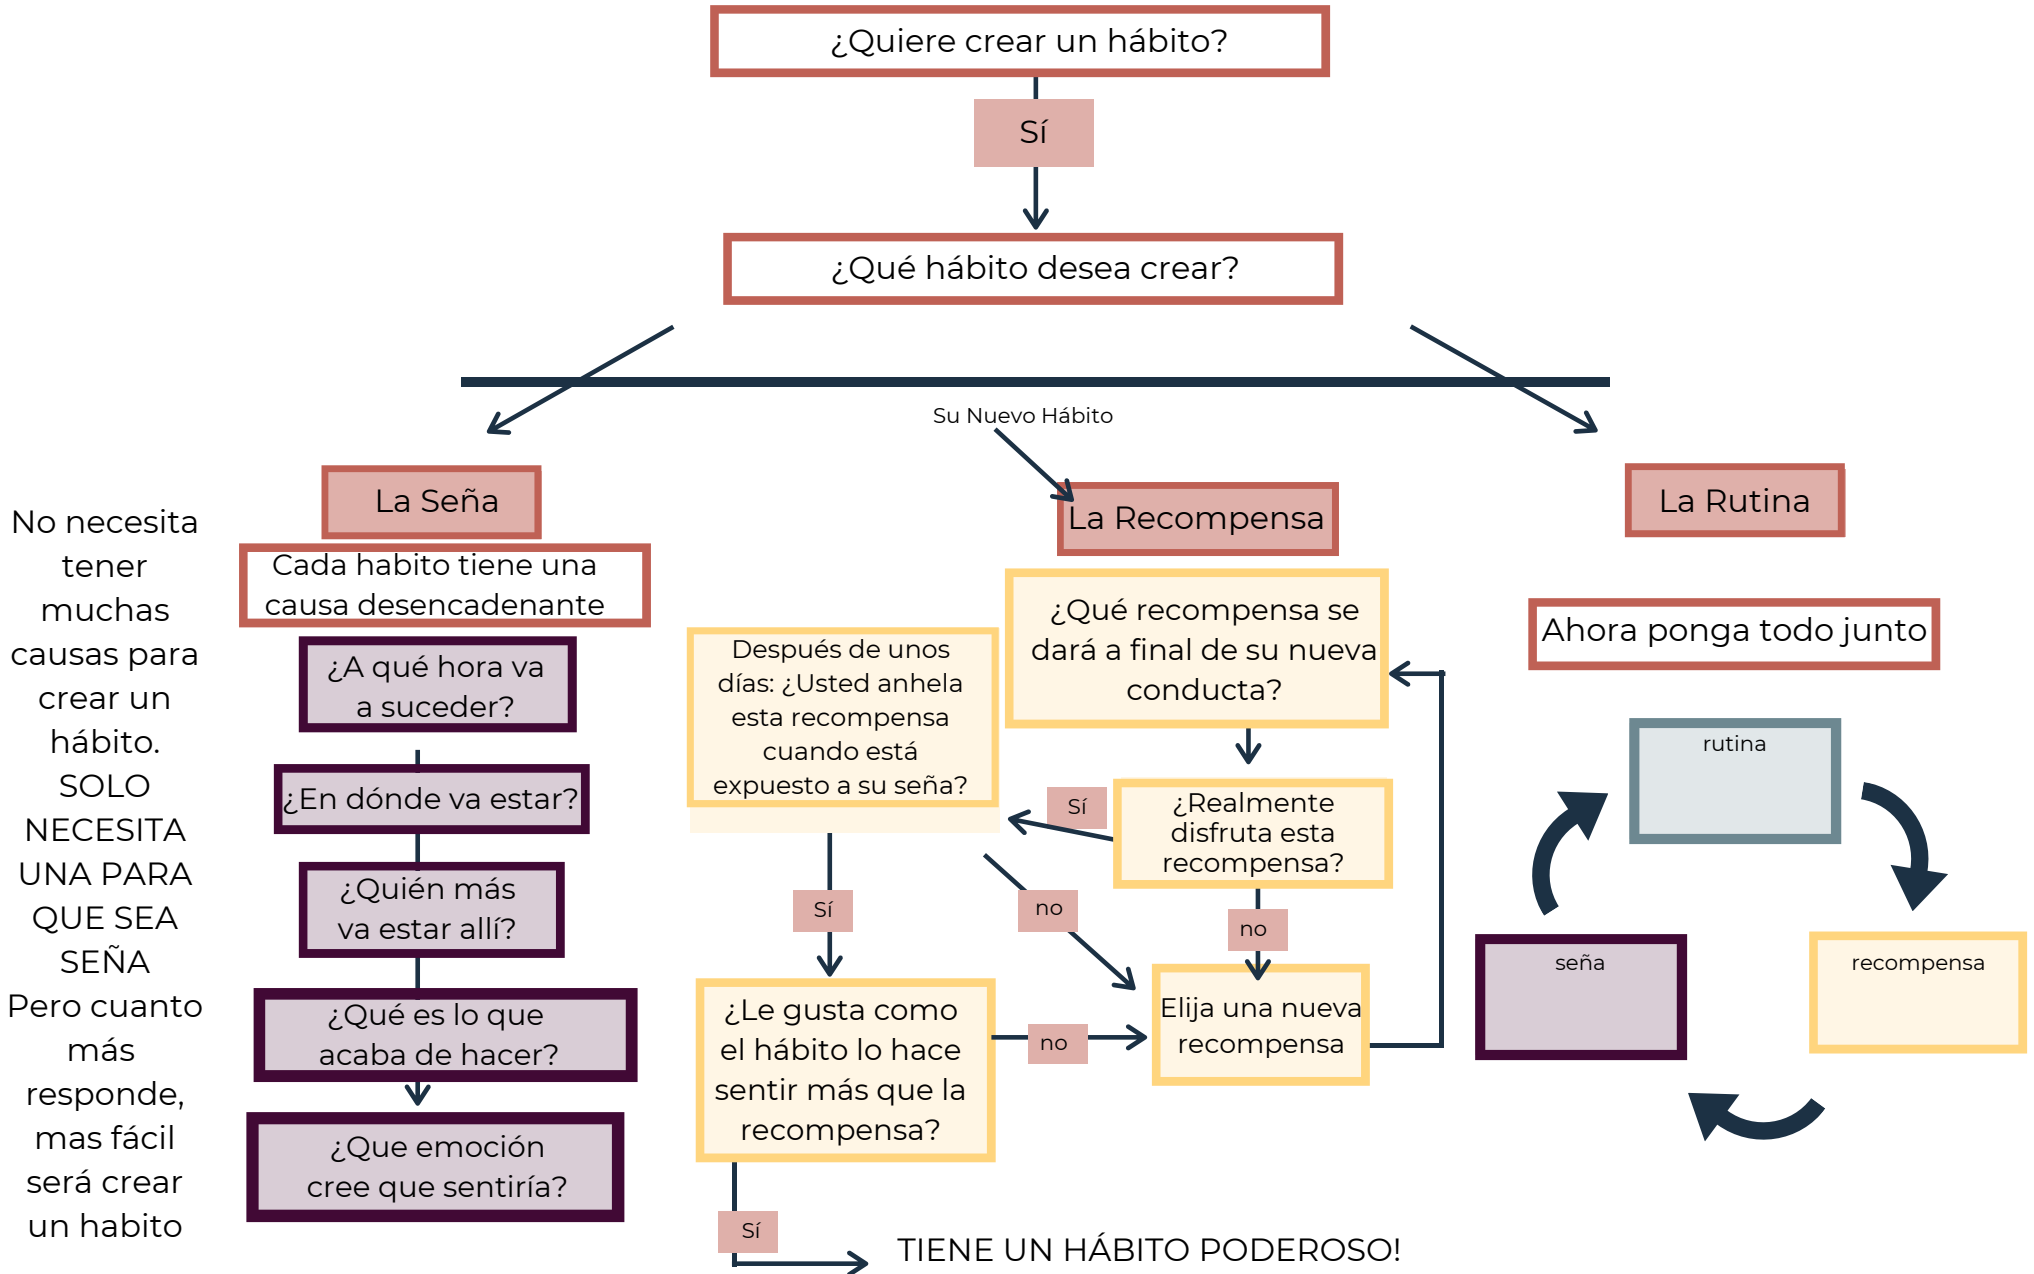 ¿Quiere crear un hábito?
Sí
¿Qué hábito desea crear?
Su Nuevo Hábito
No necesita
tener
muchas
causas para
crear un
hábito.
SOLO
NECESITA
UNA PARA
QUE SEA
SEÑA
Pero cuanto
más
responde,
mas fácil
será crear
un habito
La Seña
Cada habito tiene una
causa desencadenante
¿A qué hora va
a suceder?
¿En dónde va estar?
¿Quién más
va estar allí?
¿Qué es lo que
acaba de hacer?
¿Que emoción
cree que sentiría?
La Recompensa
¿Qué recompensa se
dará a final de su nueva
conducta?
¿Realmente
disfruta esta
recompensa?
Sí
no
Después de unos
días: ¿Usted anhela
esta recompensa
cuando está
expuesto a su seña?
Sí
no
Elija una nueva
recompensa
¿Le gusta como
el hábito lo hace
sentir más que la
recompensa?
no
Sí
TIENE UN HÁBITO PODEROSO!
La Rutina
Ahora ponga todo junto
rutina
seña
recompensa